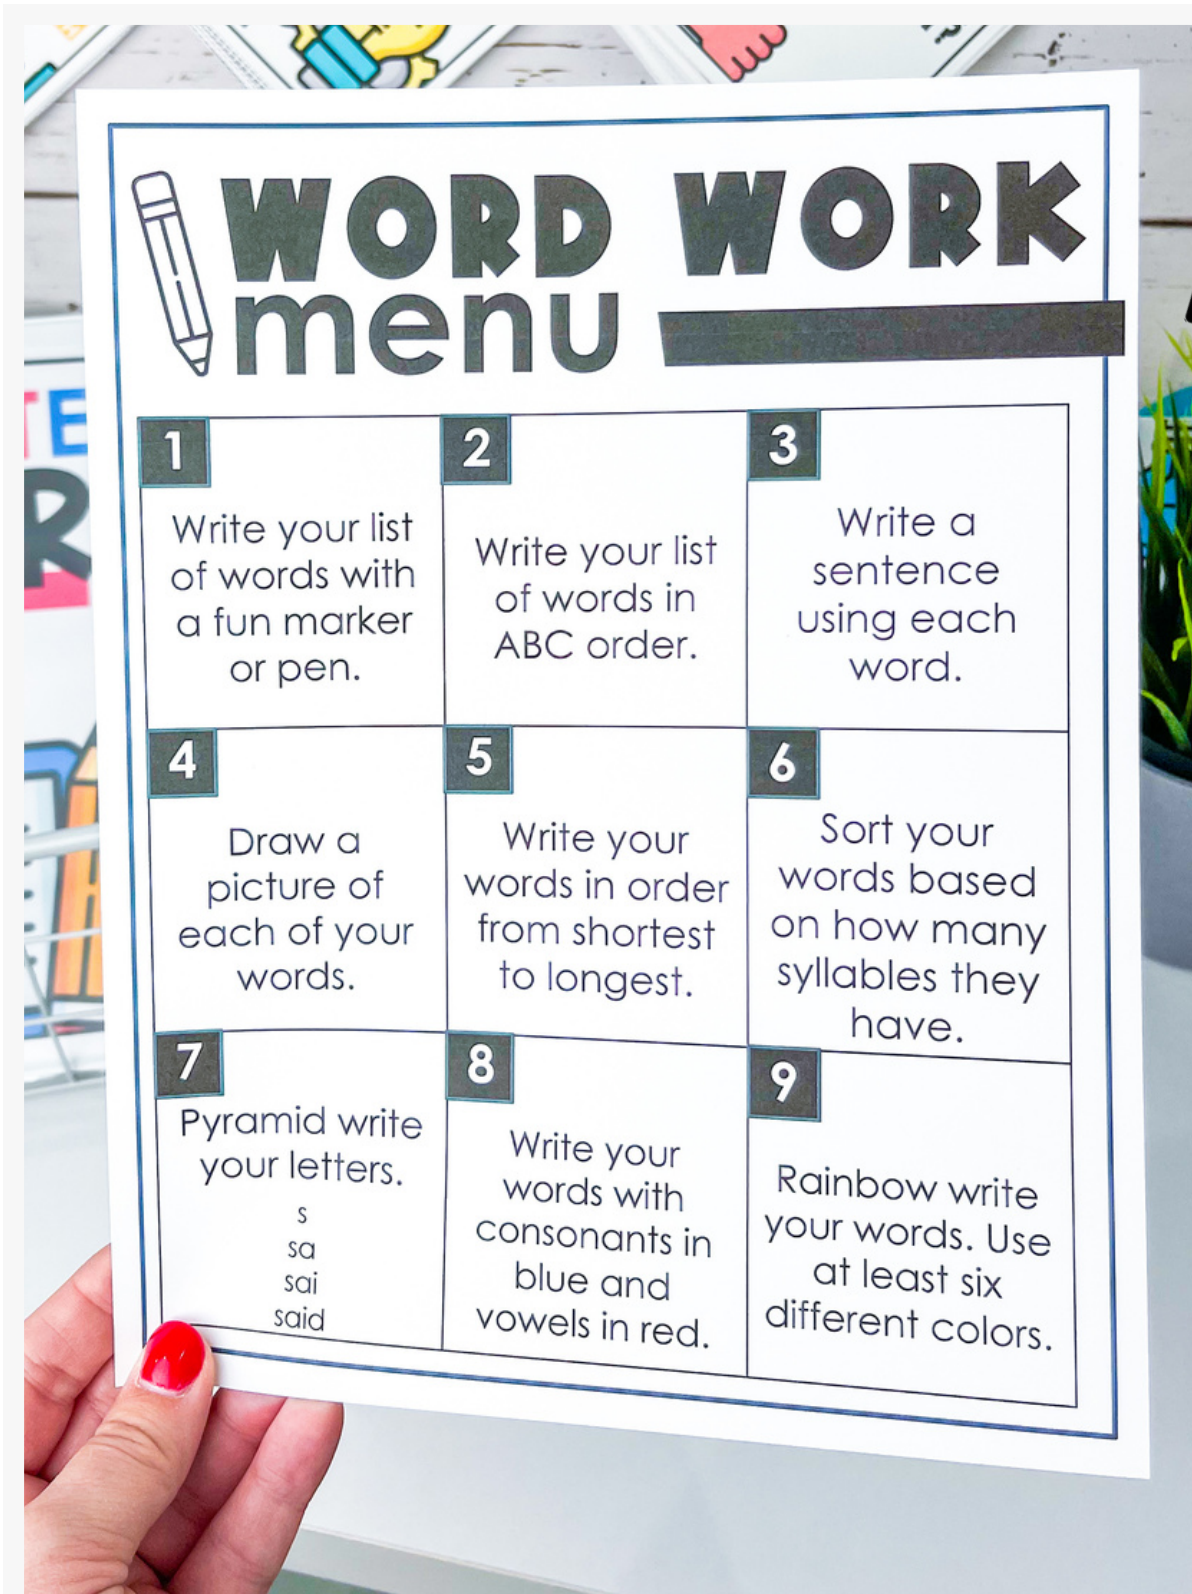 WORD WORK
menu
1
Write your list
of words with
a fun marker
or pen.
2
Write your list
of words in
ABC order.
3
Write a
sentence
using each
word.
4
Draw a
picture of
each of your
words.
5
Write your
words in order
from shortest
to longest.
6
Sort your
words based
on how many
syllables they
have.
7
Pyramid write
your letters.
s
sa
sai
said
8
Write your
words with
consonants in
blue and
vowels in red.
9
Rainbow write
your words. Use
at least six
different colors.
TE
R